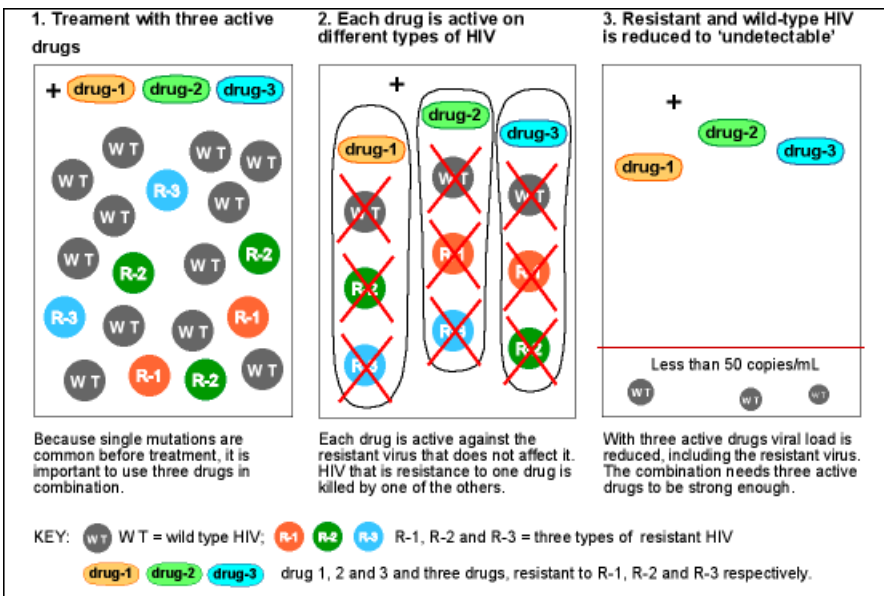 1. Treament with three active
drugs
+ drug-1 drug-2 drug-3
W T
W T
W T
W T
R-3
W T
W T
W T
W T
R-2
R-2
R-3
W T
W T
R-1
W T
R-1
R-2
W T
Because single mutations are
common before treatment, it is
important to use three drugs in
combination.
2. Each drug is active on
different types of HIV
+
drug-1
W T
R-2
R-3
drug-2
W T
R-1
R-3
drug-3
W T
R-1
R-2
Each drug is active against the
resistant virus that does not affect it.
HIV that is resistance to one drug is
killed by one of the others.
3. Resistant and wild-type HIV
is reduced to ‘undetectable’
+
drug-1
drug-2
drug-3
Less than 50 copies/mL
W T
W T
W T
With three active drugs viral load is
reduced, including the resistant virus.
The combination needs three active
drugs to be strong enough.
KEY: W T W T = wild type HIV; R-1 R-2 R-3 R-1, R-2 and R-3 = three types of resistant HIV
drug-1 drug-2 drug-3 drug 1, 2 and 3 and three drugs, resistant to R-1, R-2 and R-3 respectively.